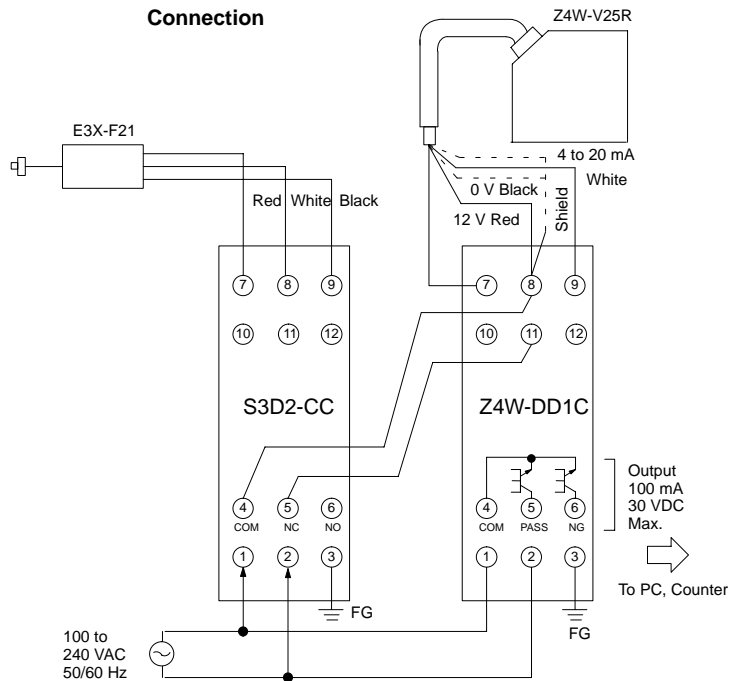 Connection
Z4W-V25R
E3X-F21
4 to 20 mA
White
0 V Black
12 V Red
Shield
Red White Black
7 8 9
10 11 12
S3D2-CC
4 5 6
COM NC NO
1 2 3
FG
7 8 9
10 11 12
Z4W-DD1C
4 5 6
COM PASS NG
1 2 3
FG
Output
100 mA
30 VDC
Max.
To PC, Counter
100 to
240 VAC
50/60 Hz